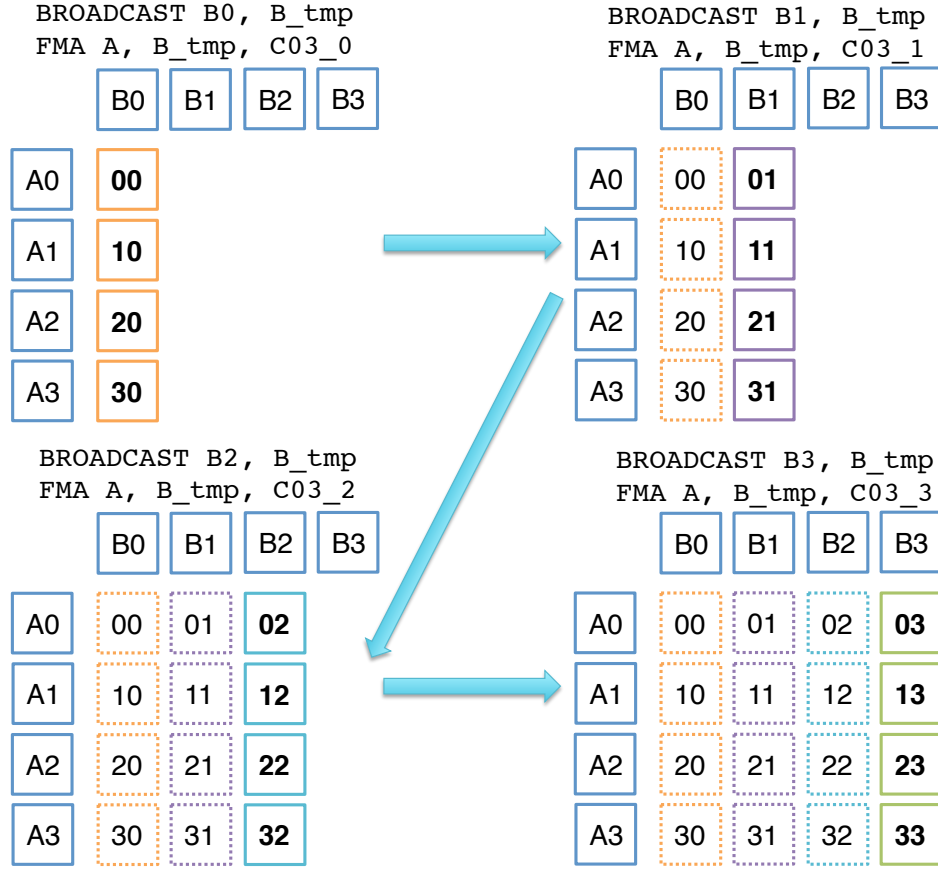 BROADCAST B0, B_tmp
FMA A, B_tmp, C03_0
B0 B1 B2 B3
A0 00
A1 10
A2 20
A3 30
BROADCAST B1, B_tmp
FMA A, B_tmp, C03_1
B0 B1 B2 B3
A0 00 01
A1 10 11
A2 20 21
A3 30 31
BROADCAST B2, B_tmp
FMA A, B_tmp, C03_2
B0 B1 B2 B3
A0 00 01 02
A1 10 11 12
A2 20 21 22
A3 30 31 32
BROADCAST B3, B_tmp
FMA A, B_tmp, C03_3
B0 B1 B2 B3
A0 00 01 02 03
A1 10 11 12 13
A2 20 21 22 23
A3 30 31 32 33